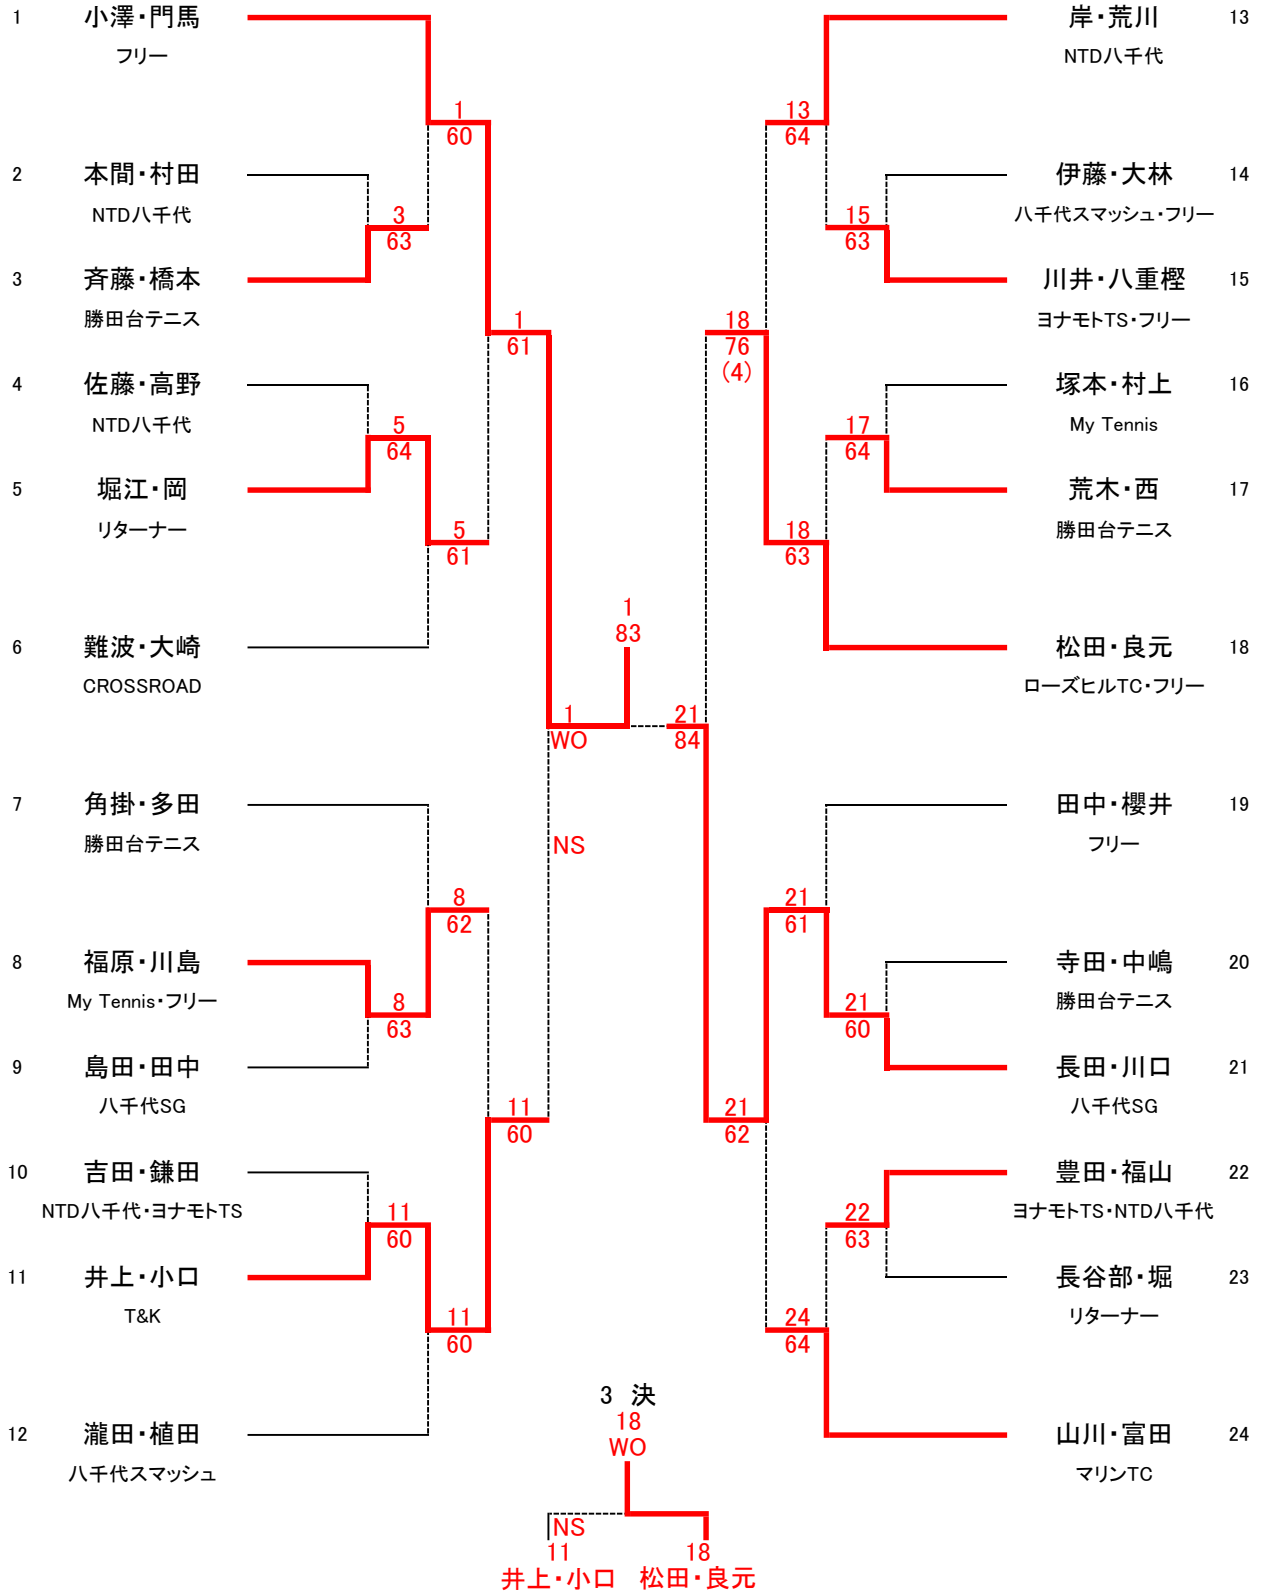 1 小澤・門馬
フリー
1
60
2 本間・村田
NTD八千代
3
63
3 斉藤・橋本
勝田台テニス
1
61
4 佐藤・高野
NTD八千代
5
64
5 堀江・岡
リターナー
5
61
6 難波・大崎
CROSSROAD
1
WO
7 角掛・多田
勝田台テニス
NS
8
62
8 福原・川島
My Tennis・フリー
8
63
9 島田・田中
八千代SG
11
60
10 吉田・鎌田
NTD八千代・ヨナモトTS
11
60
11 井上・小口
T&K
11
60
12 瀧田・植田
八千代スマッシュ
1
83
岸・荒川 13
NTD八千代
13
64
伊藤・大林 14
八千代スマッシュ・フリー
15
63
川井・八重樫 15
ヨナモトTS・フリー
18
76
(4)
塚本・村上 16
My Tennis
17
64
荒木・西 17
勝田台テニス
18
63
松田・良元 18
ローズヒルTC・フリー
21
84
田中・櫻井 19
フリー
21
61
寺田・中嶋 20
勝田台テニス
21
60
長田・川口 21
八千代SG
21
62
豊田・福山 22
ヨナモトTS・NTD八千代
22
63
長谷部・堀 23
リターナー
24
64
山川・富田 24
マリンTC
3 決
18
WO
NS
11 18
井上・小口 松田・良元